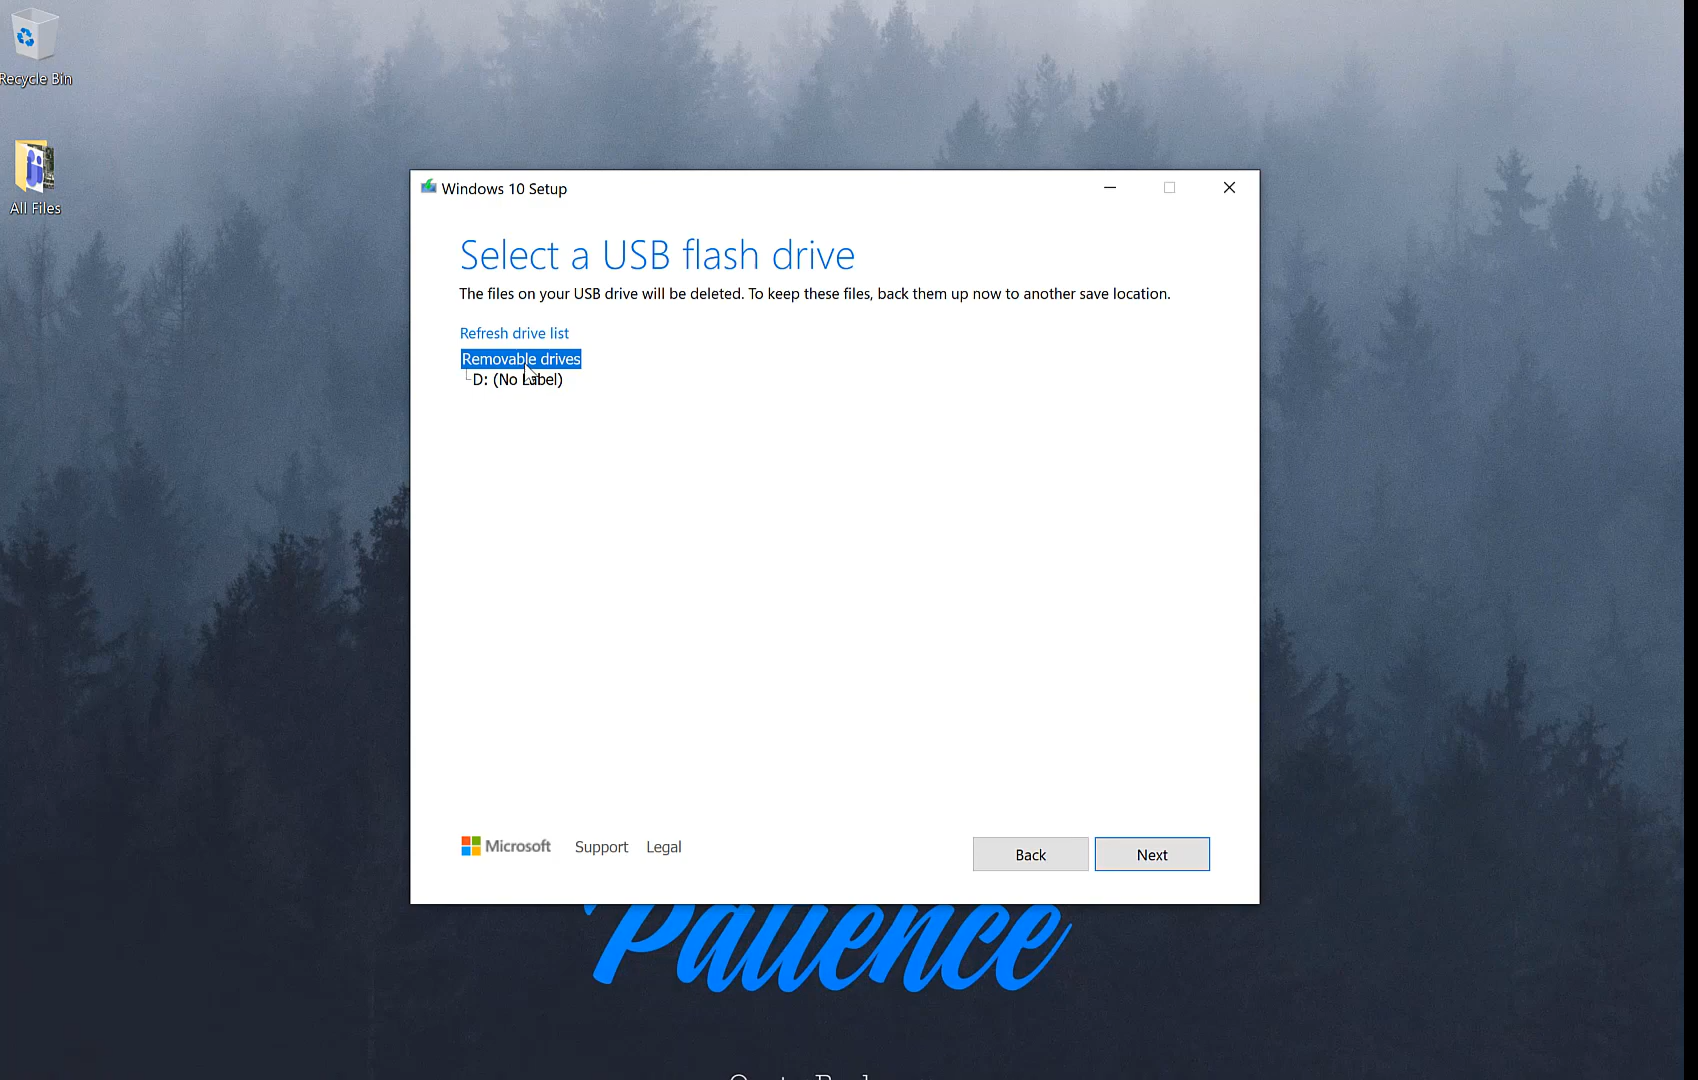 Recycle Bin
All Files
Windows 10 Setup
Select a USB flash drive
The files on your USB drive will be deleted. To keep these files, back them up now to another save location.
Refresh drive list
Removable drives
D: (No Label)
Microsoft Support Legal
Back Next
Patience